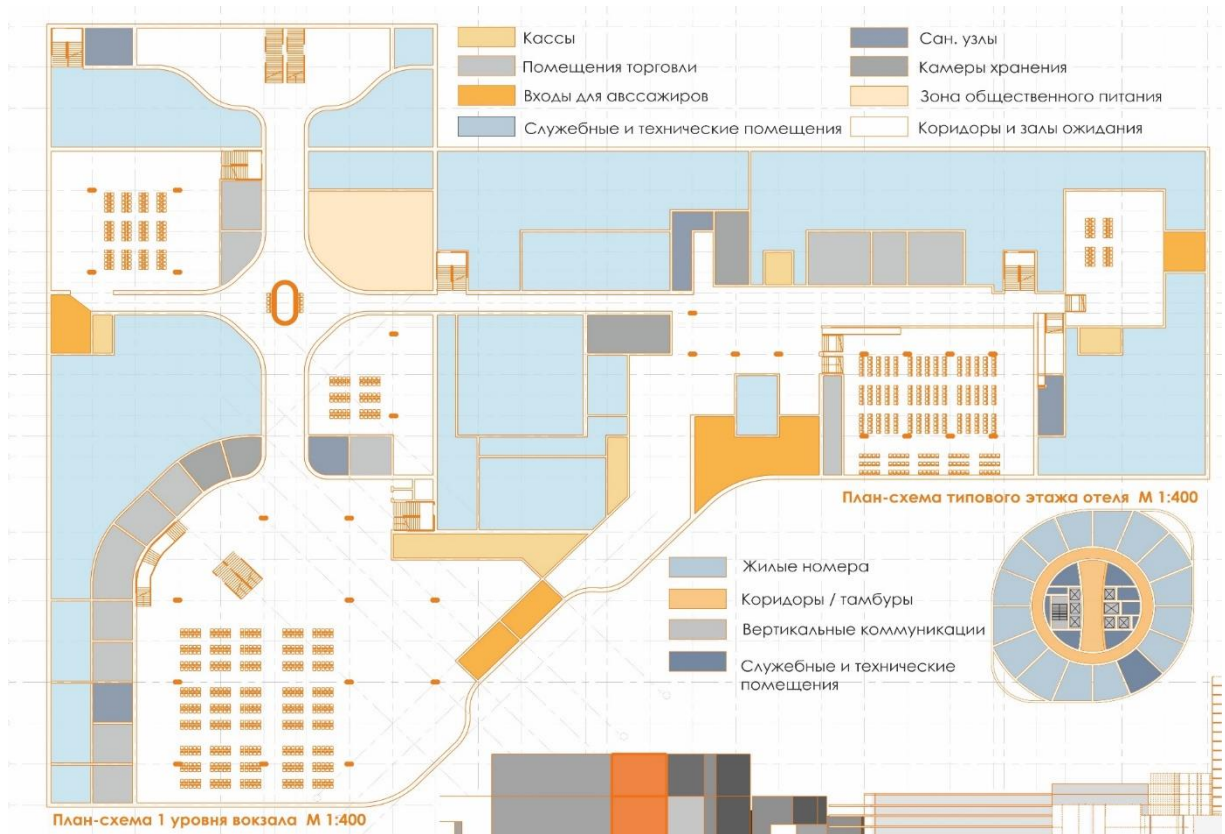 Кассы
Помещения торговли
Входы для авссажиров
Служебные и технические помещения
Сан. узлы
Камеры хранения
Зона общественного питания
Коридоры и залы ожидания
План-схема типового этажа отеля М 1:400
Жилые номера
Коридоры / тамбуры
Вертикальные коммуникации
Служебные и технические
помещения
План-схема 1 уровня вокзала М 1:400